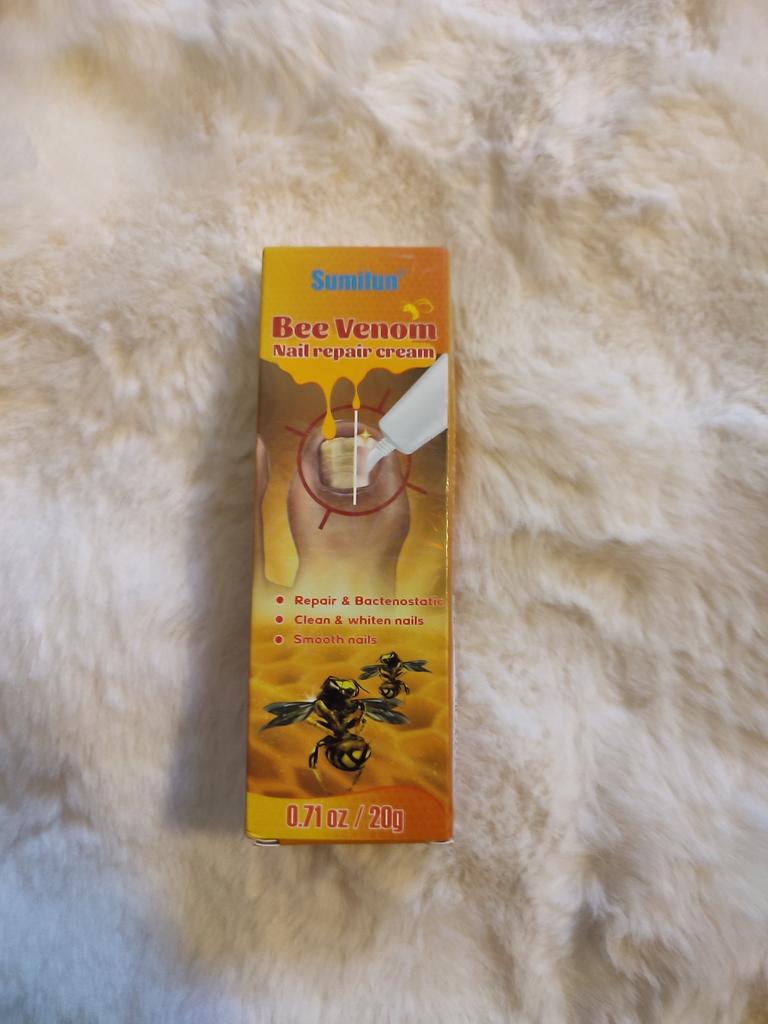 Sumifun
Bee Venom
Nail repair cream
Repair & Bactenostatic
Clean & whiten nails
Smooth nails
0.71 oz / 20g